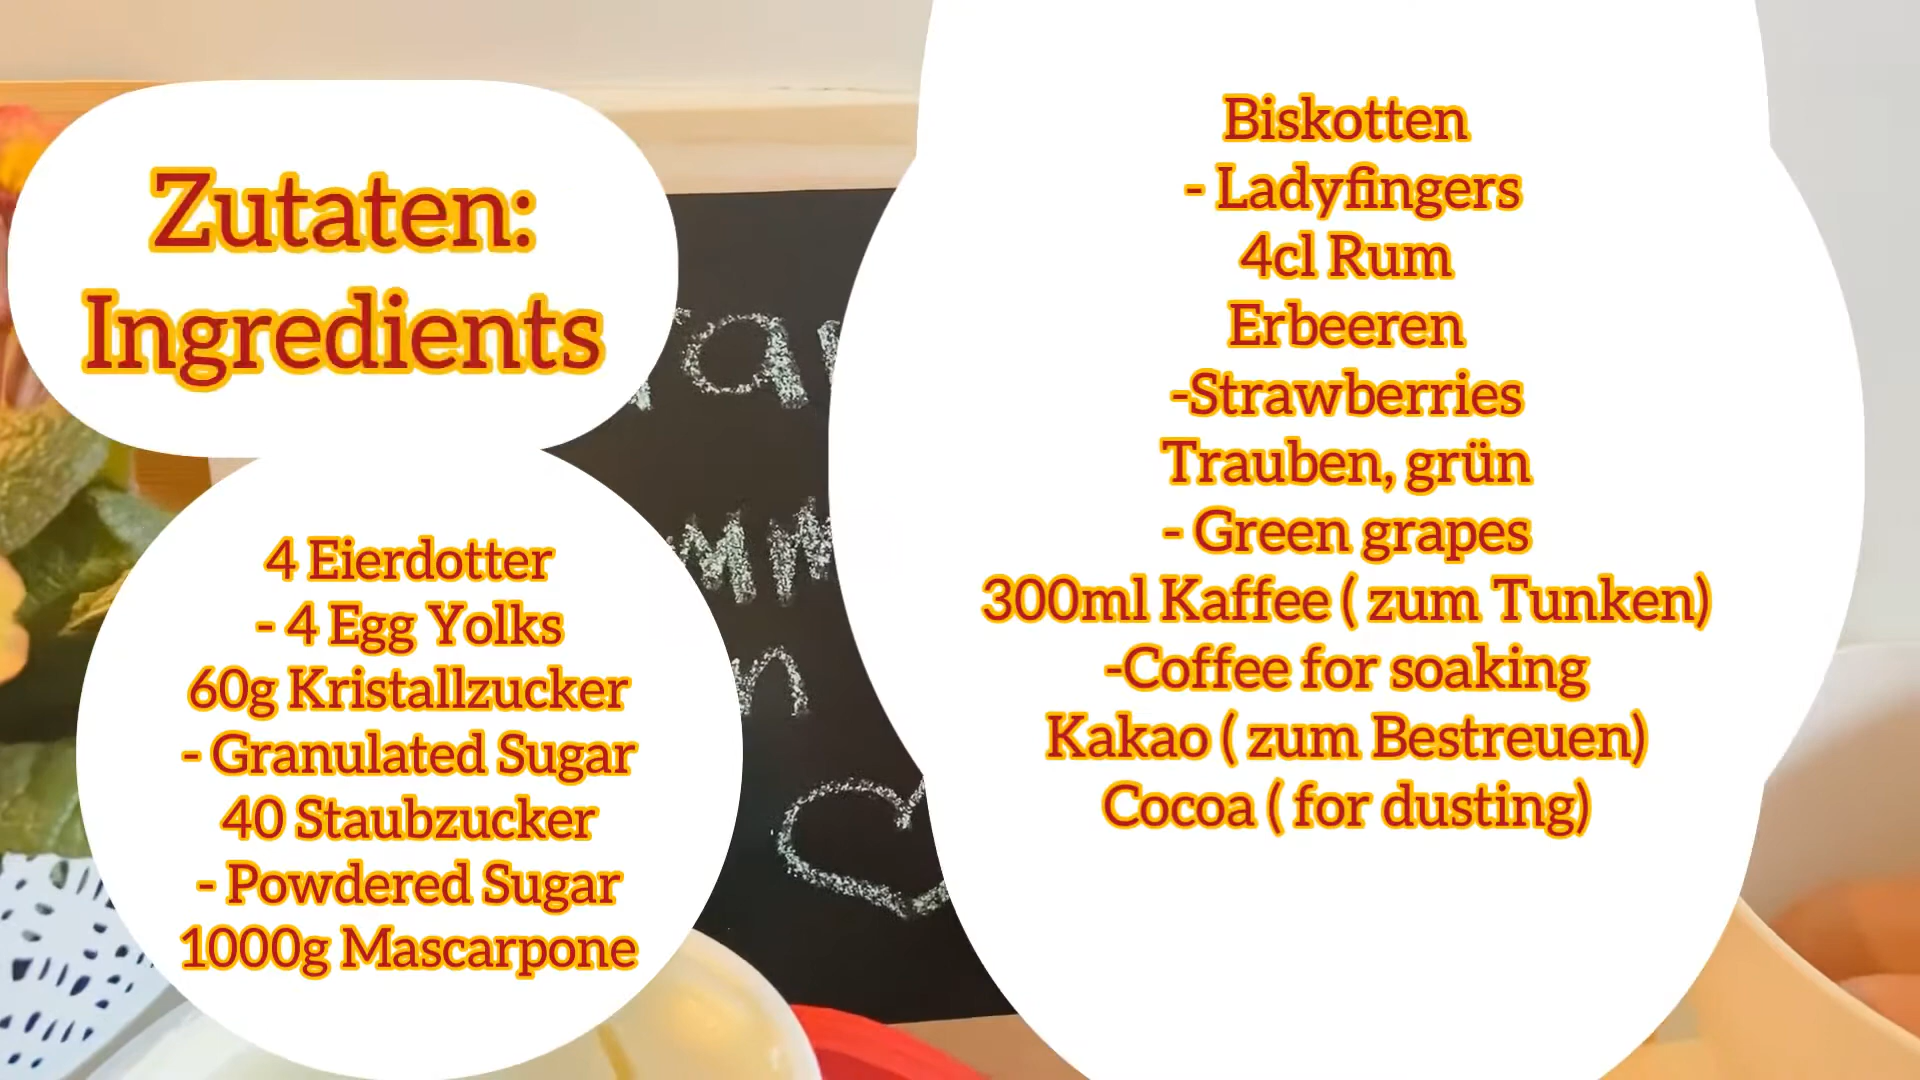 Zutaten:
Ingredients
4 Eierdotter
- 4 Egg Yolks
60g Kristallzucker
- Granulated Sugar
40 Staubzucker
- Powdered Sugar
1000g Mascarpone
Biskotten
- Ladyfingers
4cl Rum
Erbeeren
-Strawberries
Trauben, grün
- Green grapes
300ml Kaffee ( zum Tunken)
-Coffee for soaking
Kakao ( zum Bestreuen)
Cocoa ( for dusting)